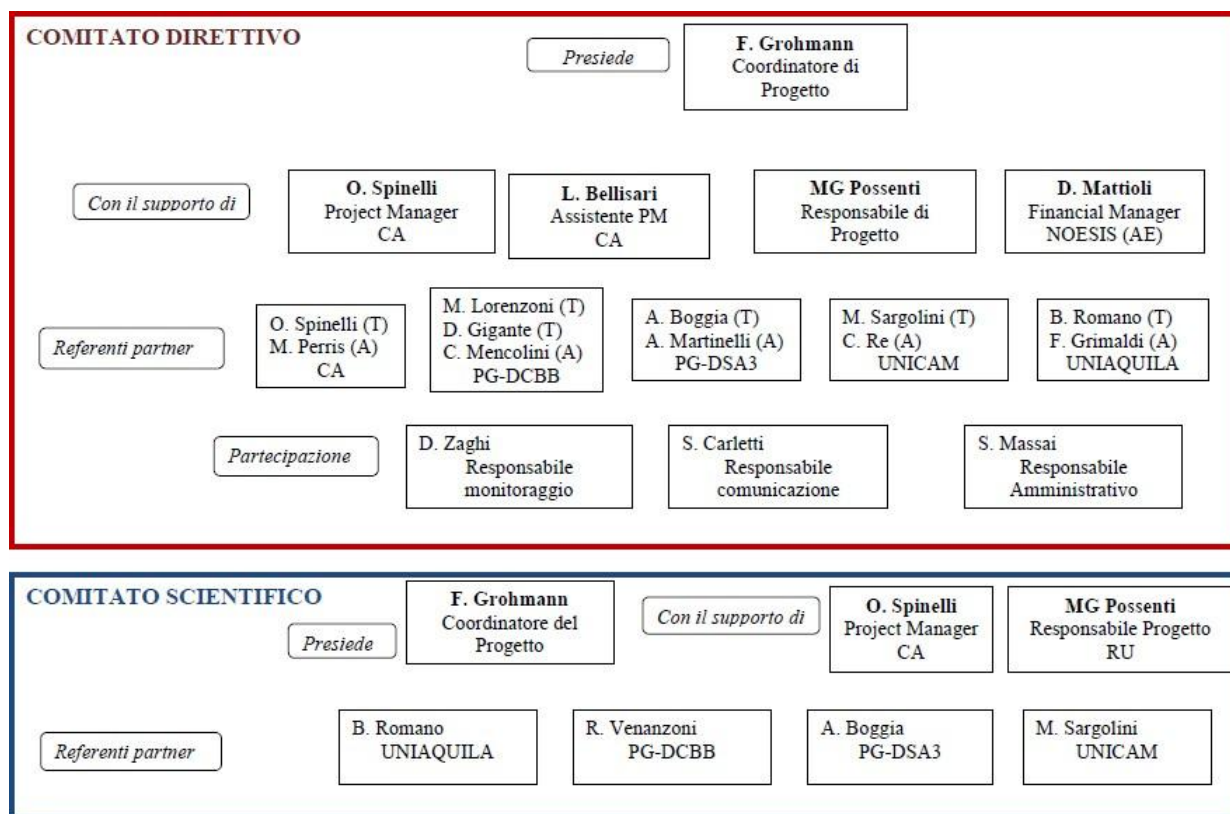 COMITATO DIRETTIVO
Presiede
F. Grohmann
Coordinatore di
Progetto
Con il supporto di
O. Spinelli
Project Manager
CA
L. Bellisari
Assistente PM
CA
MG Possenti
Responsabile di
Progetto
D. Mattioli
Financial Manager
NOESIS (AE)
Referenti partner
O. Spinelli (T)
M. Perris (A)
CA
M. Lorenzoni (T)
D. Gigante (T)
C. Mencolini (A)
PG-DCBB
A. Boggia (T)
A. Martinelli (A)
PG-DSA3
M. Sargolini (T)
C. Re (A)
UNICAM
B. Romano (T)
F. Grimaldi (A)
UNIAQUILA
Partecipazione
D. Zaghi
Responsabile
monitoraggio
S. Carletti
Responsabile
comunicazione
S. Massai
Responsabile
Amministrativo
COMITATO SCIENTIFICO
Presiede
F. Grohmann
Coordinatore del
Progetto
Con il supporto di
O. Spinelli
Project Manager
CA
MG Possenti
Responsabile Progetto
RU
Referenti partner
B. Romano
UNIAQUILA
R. Venanzoni
PG-DCBB
A. Boggia
PG-DSA3
M. Sargolini
UNICAM